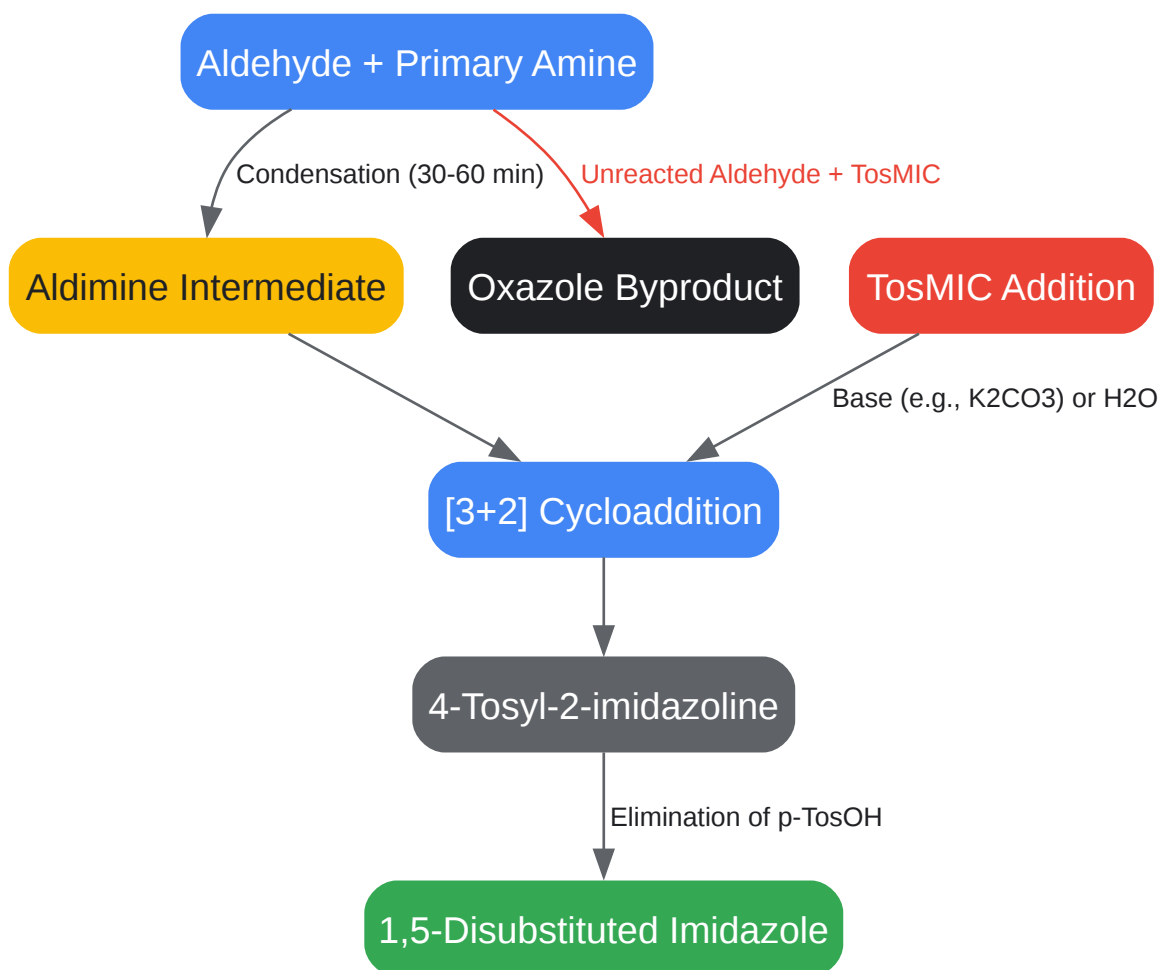 Aldehyde + Primary Amine
Condensation (30-60 min)
Unreacted Aldehyde + TosMIC
Aldimine Intermediate
Oxazole Byproduct
TosMIC Addition
Base (e.g., K2CO3) or H2O
[3+2] Cycloaddition
4-Tosyl-2-imidazoline
Elimination of p-TosOH
1,5-Disubstituted Imidazole